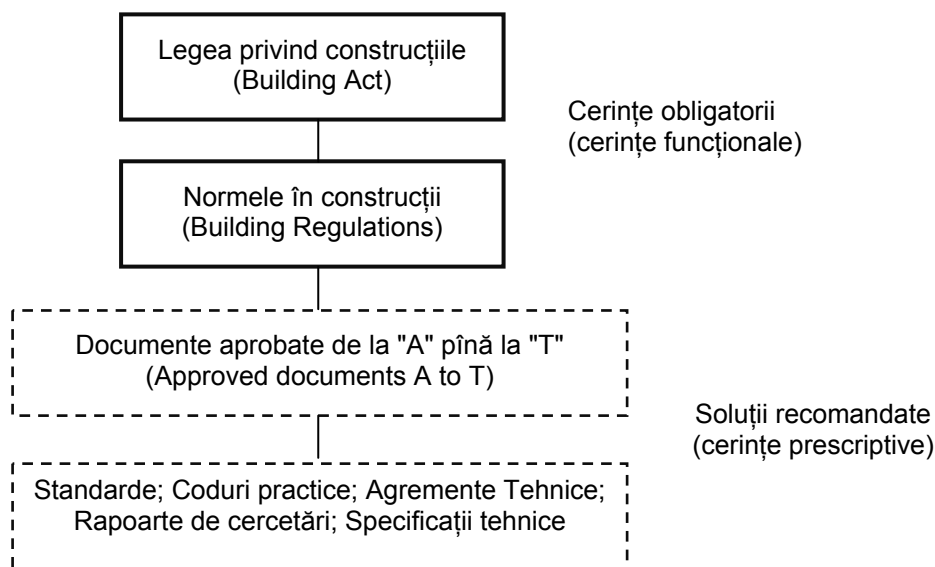 Legea privind construcțiile
(Building Act)
Cerințe obligatorii
(cerințe funcționale)
Normele în construcții
(Building Regulations)
Documente aprobate de la "A" pînă la "T"
(Approved documents A to T)
Soluții recomandate
(cerințe prescriptive)
Standarde; Coduri practice; Agremente Tehnice;
Rapoarte de cercetări; Specificații tehnice